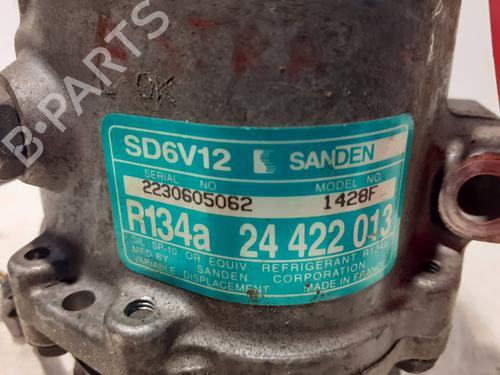 OK
SD6V12 SANDEN
SERIAL NO MODEL NO.
2230605062 1428F
R134a 24 422 013
OIL SP-10 OR EQUIV. REFRIGERANT R134a
MFD BY SANDEN CORPORATION
VARIABLE DISPLACEMENT MADE IN FRANCE
B-PARTS